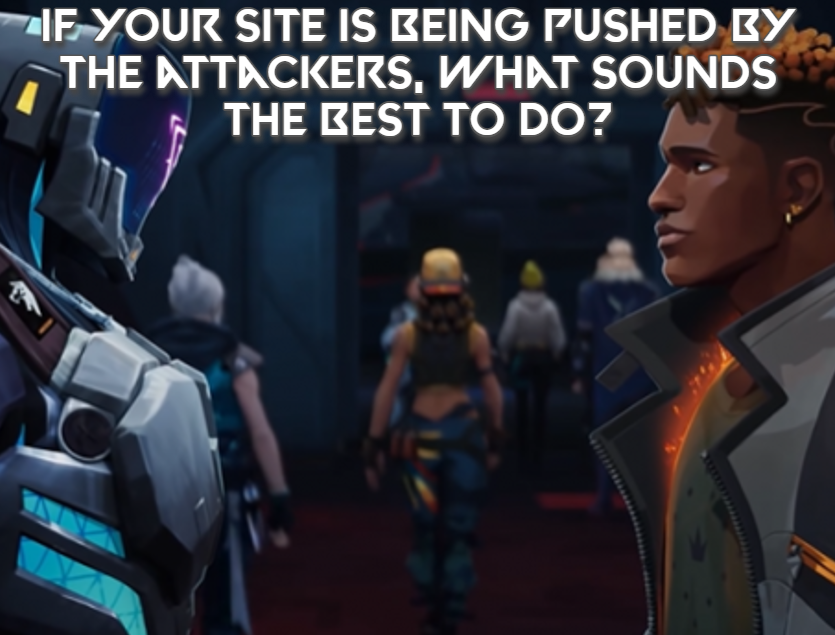 IF YOUR SITE IS BEING PUSHED BY
THE ATTACKERS, WHAT SOUNDS
THE BEST TO DO?